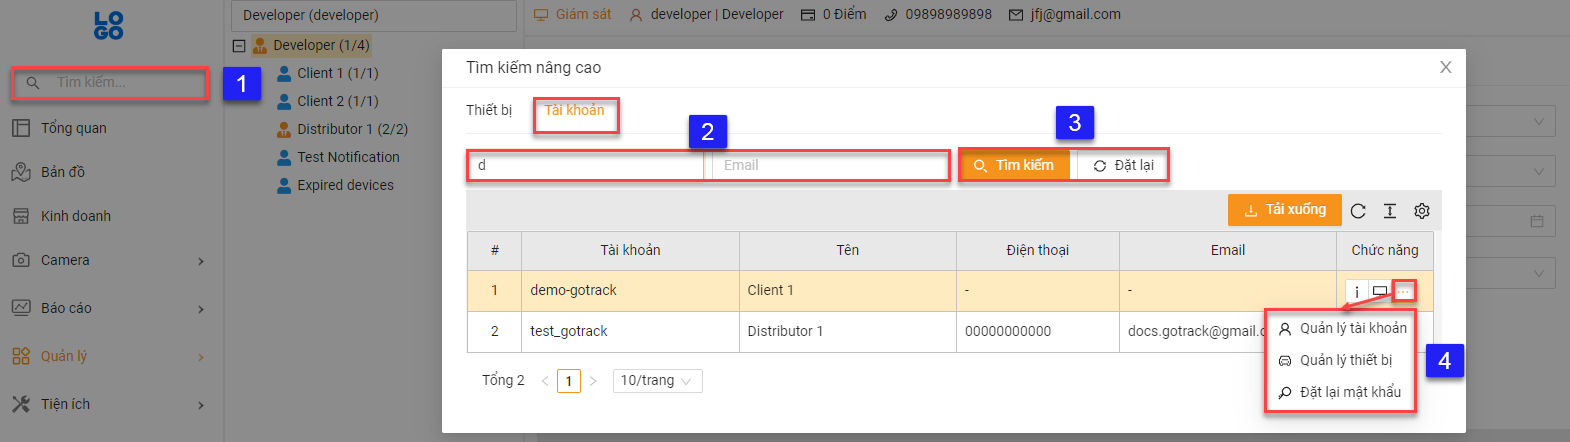 LO
GO
Tìm kiếm...
1
Tổng quan
Bản đồ
Kinh doanh
Camera
Báo cáo
Quản lý
Tiện ích
Developer (developer)
Developer (1/4)
Client 1 (1/1)
Client 2 (1/1)
Distributor 1 (2/2)
Test Notification
Expired devices
Giám sát developer | Developer 0 Điểm 09898989898 jfj@gmail.com
Tìm kiếm nâng cao
Thiết bị Tài khoản
2 3
d Email Tìm kiếm Đặt lại
Tải xuống
# Tài khoản Tên Điện thoại Email Chức năng
1 demo-gotrack Client 1 - -
2 test_gotrack Distributor 1 00000000000 docs.gotrack@gmail.
Quản lý tài khoản
Quản lý thiết bị
Đặt lại mật khẩu
4
Tổng 2 < 1 > 10/trang